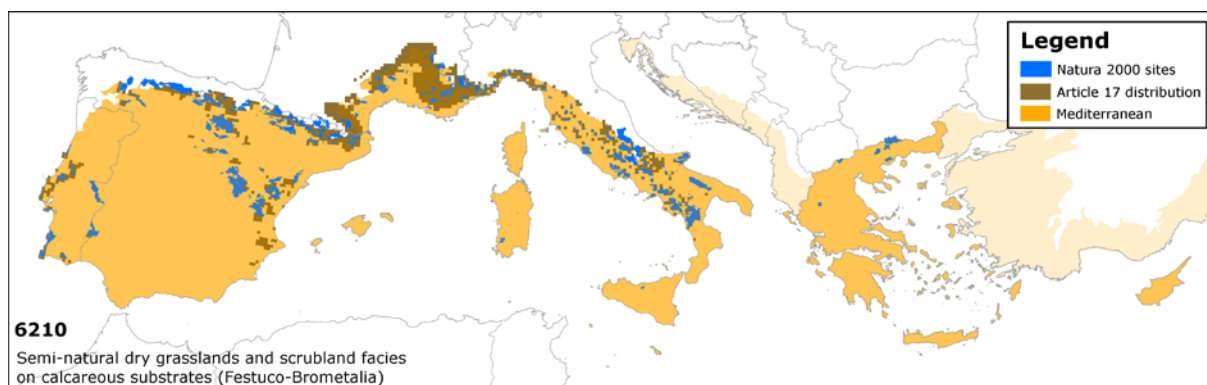 Legend
Natura 2000 sites
Article 17 distribution
Mediterranean
6210
Semi-natural dry grasslands and scrubland facies
on calcareous substrates (Festuco-Brometalia)